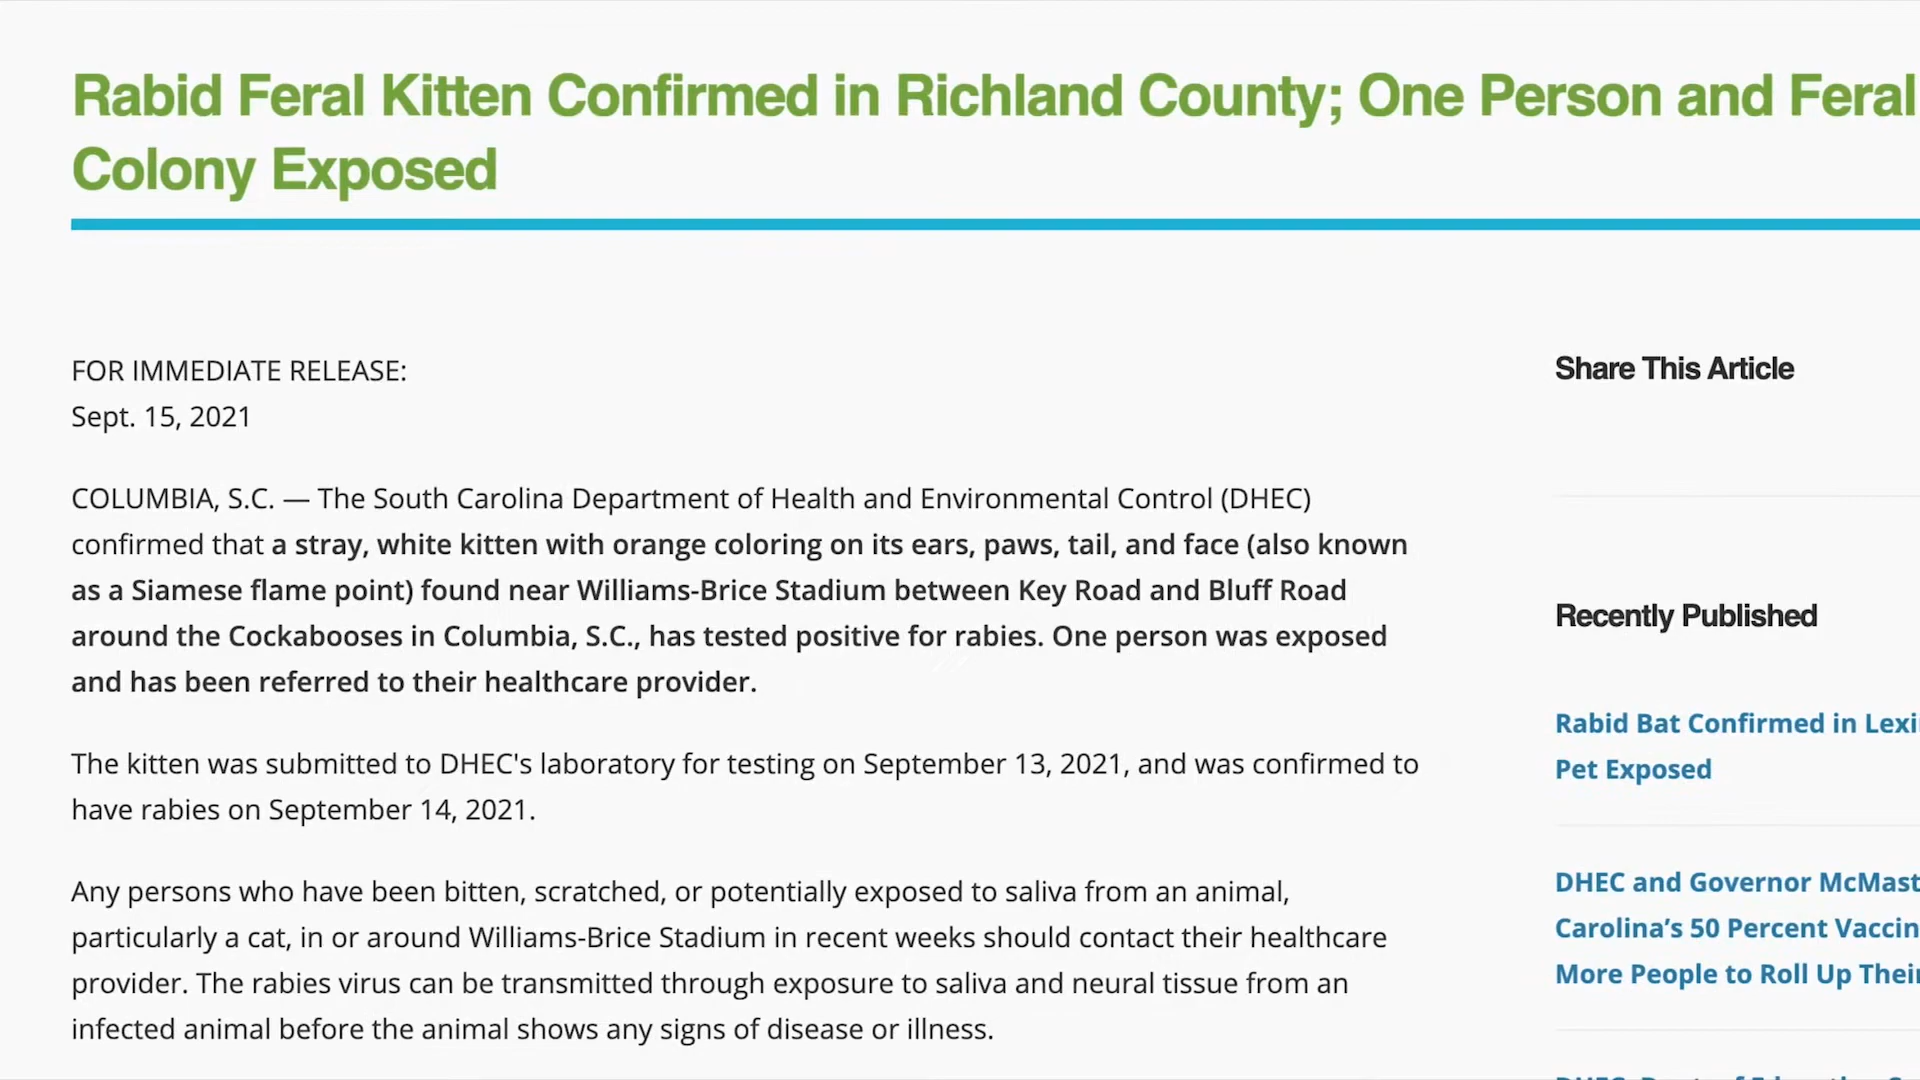 Rabid Feral Kitten Confirmed in Richland County; One Person and Feral
Colony Exposed
FOR IMMEDIATE RELEASE:
Sept. 15, 2021
COLUMBIA, S.C. — The South Carolina Department of Health and Environmental Control (DHEC)
confirmed that a stray, white kitten with orange coloring on its ears, paws, tail, and face (also known
as a Siamese flame point) found near Williams-Brice Stadium between Key Road and Bluff Road
around the Cockabooses in Columbia, S.C., has tested positive for rabies. One person was exposed
and has been referred to their healthcare provider.
The kitten was submitted to DHEC's laboratory for testing on September 13, 2021, and was confirmed to
have rabies on September 14, 2021.
Any persons who have been bitten, scratched, or potentially exposed to saliva from an animal,
particularly a cat, in or around Williams-Brice Stadium in recent weeks should contact their healthcare
provider. The rabies virus can be transmitted through exposure to saliva and neural tissue from an
infected animal before the animal shows any signs of disease or illness.
Share This Article
Recently Published
Rabid Bat Confirmed in Lexi
Pet Exposed
DHEC and Governor McMast
Carolina’s 50 Percent Vaccin
More People to Roll Up Their